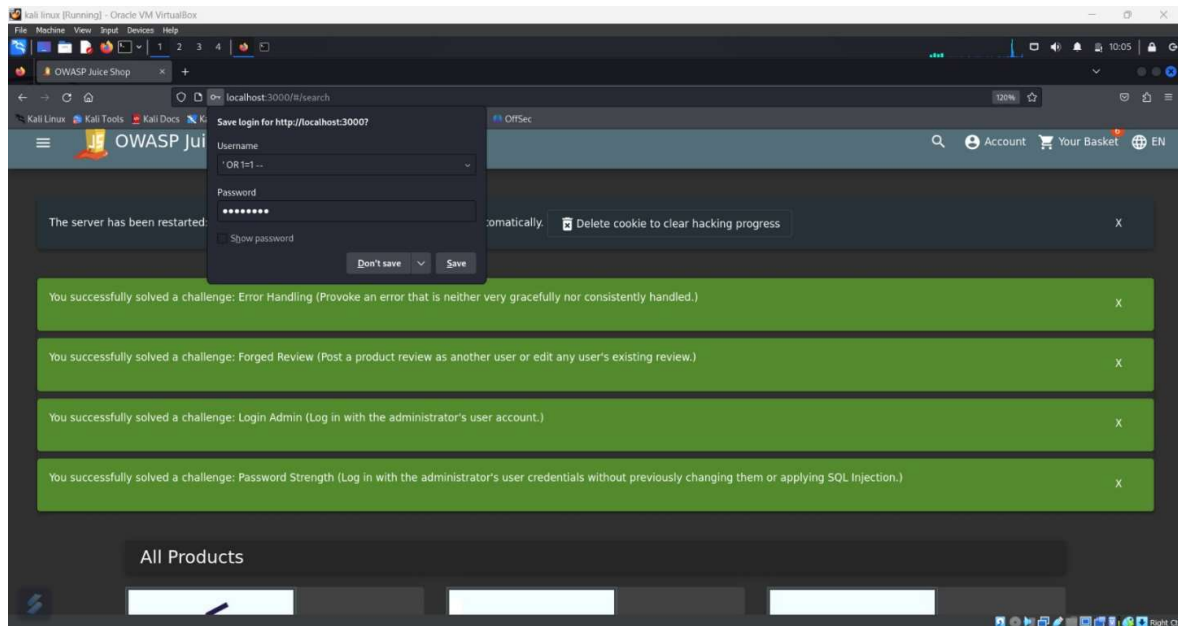 kali linux [Running] - Oracle VM VirtualBox
File Machine View Input Devices Help
1 2 3 4
10:05
OWASP Juice Shop
localhost:3000/#/search
120%
Kali Linux Kali Tools Kali Docs
OffSec
Save login for http://localhost:3000?
Username
' OR 1=1 --
Password
••••••••
Show password
Don't save
Save
OWASP Jui
Account
Your Basket
6
EN
The server has been restarted:
omatically.
Delete cookie to clear hacking progress
X
You successfully solved a challenge: Error Handling (Provoke an error that is neither very gracefully nor consistently handled.)
X
You successfully solved a challenge: Forged Review (Post a product review as another user or edit any user's existing review.)
X
You successfully solved a challenge: Login Admin (Log in with the administrator's user account.)
X
You successfully solved a challenge: Password Strength (Log in with the administrator's user credentials without previously changing them or applying SQL Injection.)
X
All Products
Right Ct